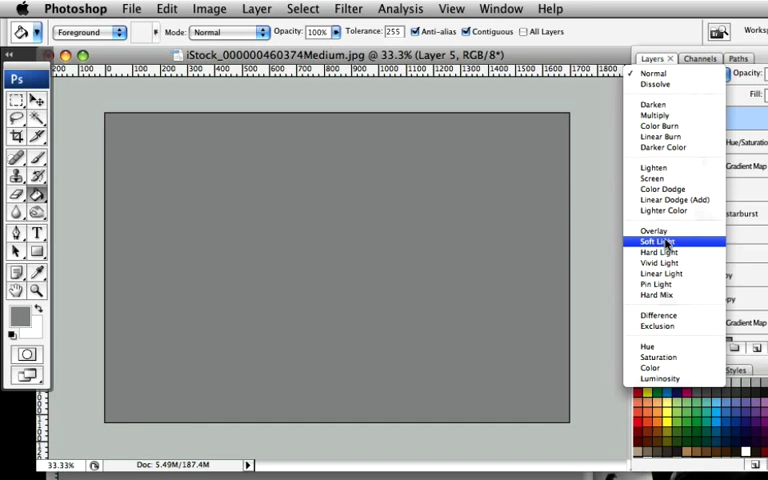 Photoshop File Edit Image Layer Select Filter Analysis View Window Help
Foreground Mode: Normal Opacity: 100% Tolerance: 255 Anti-alias Contiguous All Layers
iStock_000000460374Medium.jpg @ 33.3% (Layer 5, RGB/8*)
Layers Channels Paths
Ps
Normal
Opacity:
Dissolve
Fill:
Darken
Multiply
Color Burn
Linear Burn
Hue/Saturatio
Darker Color
Lighten
Gradient Map
Screen
Color Dodge
Linear Dodge (Add)
Lighter Color
starburst
Overlay
Soft Light
Hard Light
Vivid Light
Linear Light
Pin Light
Hard Mix
Difference
Exclusion
Gradient Map
Hue
Saturation
Color
Luminosity
Styles
33.33% Doc: 5.49M/187.4M